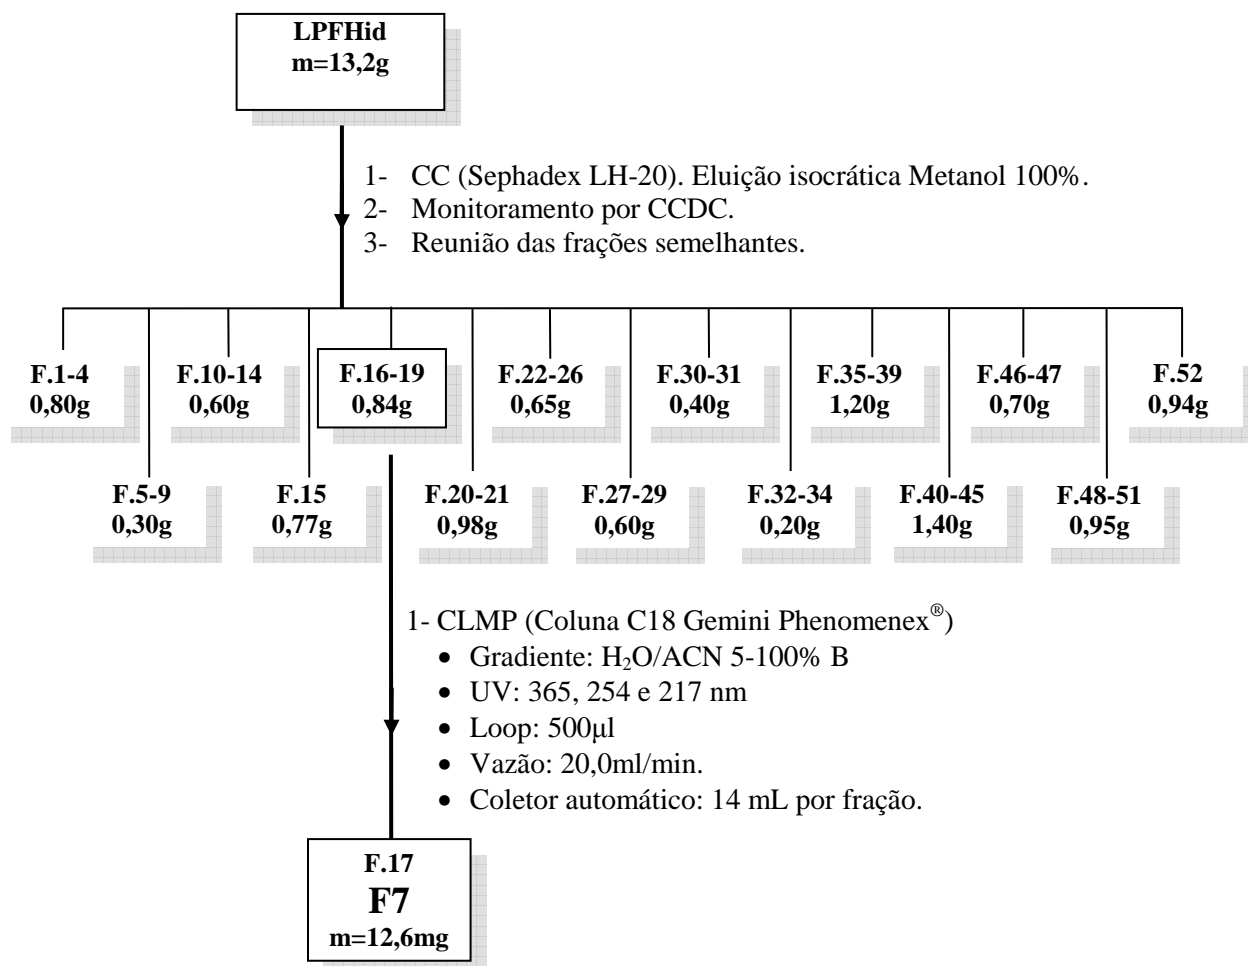 LPFHid
m=13,2g
1- CC (Sephadex LH-20). Eluição isocrática Metanol 100%.
2- Monitoramento por CCDC.
3- Reunião das frações semelhantes.
F.1-4
0,80g
F.10-14
0,60g
F.16-19
0,84g
F.22-26
0,65g
F.30-31
0,40g
F.35-39
1,20g
F.46-47
0,70g
F.52
0,94g
F.5-9
0,30g
F.15
0,77g
F.20-21
0,98g
F.27-29
0,60g
F.32-34
0,20g
F.40-45
1,40g
F.48-51
0,95g
1- CLMP (Coluna C18 Gemini Phenomenex®)
• Gradiente: H₂O/ACN 5-100% B
• UV: 365, 254 e 217 nm
• Loop: 500µl
• Vazão: 20,0ml/min.
• Coletor automático: 14 mL por fração.
F.17
F7
m=12,6mg